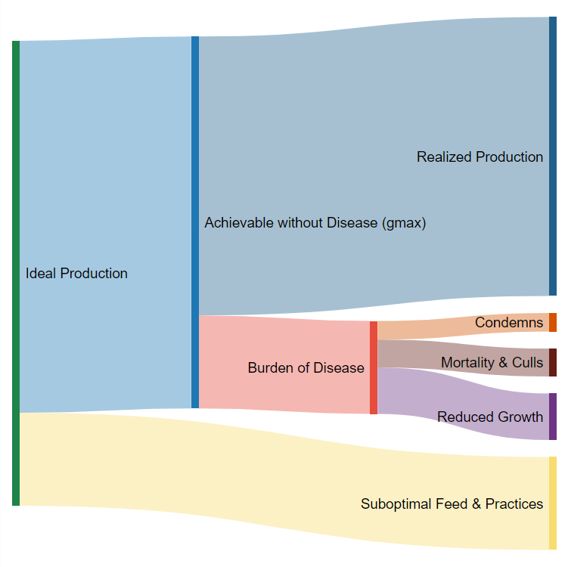 Realized Production
Achievable without Disease (gmax)
Ideal Production
Condemns
Mortality & Culls
Burden of Disease
Reduced Growth
Suboptimal Feed & Practices